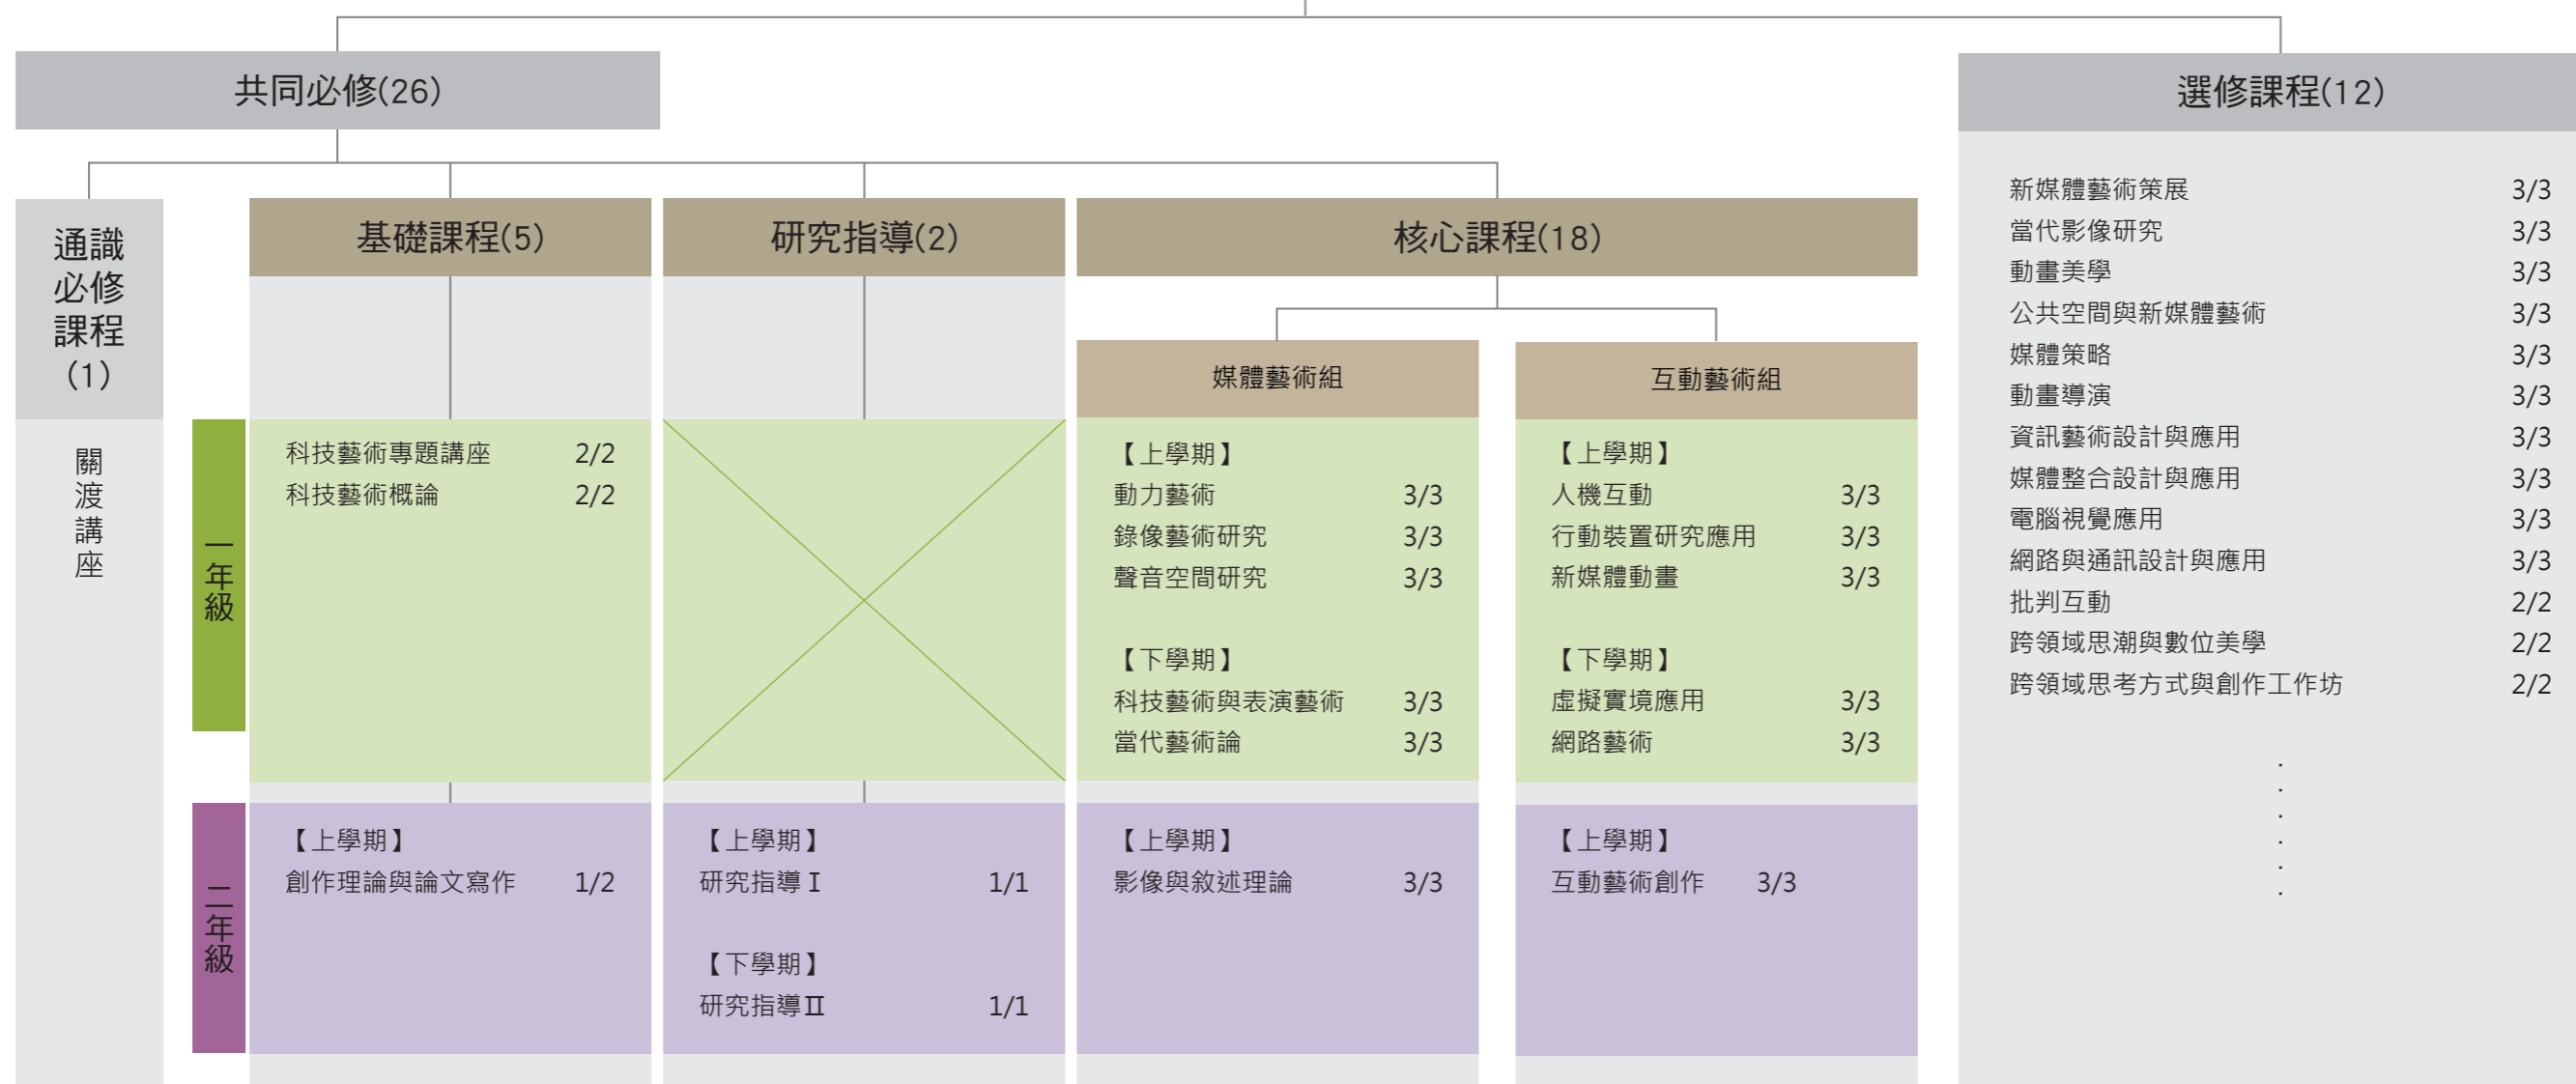 共同必修(26)
選修課程(12)
通識
必修
課程
(1)
關渡講座
基礎課程(5)
研究指導(2)
核心課程(18)
媒體藝術組
互動藝術組
一年級
科技藝術專題講座 2/2
科技藝術概論 2/2
【上學期】
動力藝術 3/3
錄像藝術研究 3/3
聲音空間研究 3/3
【下學期】
科技藝術與表演藝術 3/3
當代藝術論 3/3
【上學期】
人機互動 3/3
行動裝置研究應用 3/3
新媒體動畫 3/3
【下學期】
虛擬實境應用 3/3
網路藝術 3/3
二年級
【上學期】
創作理論與論文寫作 1/2
【上學期】
研究指導Ⅰ 1/1
【下學期】
研究指導Ⅱ 1/1
【上學期】
影像與敘述理論 3/3
【上學期】
互動藝術創作 3/3
新媒體藝術策展 3/3
當代影像研究 3/3
動畫美學 3/3
公共空間與新媒體藝術 3/3
媒體策略 3/3
動畫導演 3/3
資訊藝術設計與應用 3/3
媒體整合設計與應用 3/3
電腦視覺應用 3/3
網路與通訊設計與應用 3/3
批判互動 2/2
跨領域思潮與數位美學 2/2
跨領域思考方式與創作工作坊 2/2
.
.
.
.
.
.